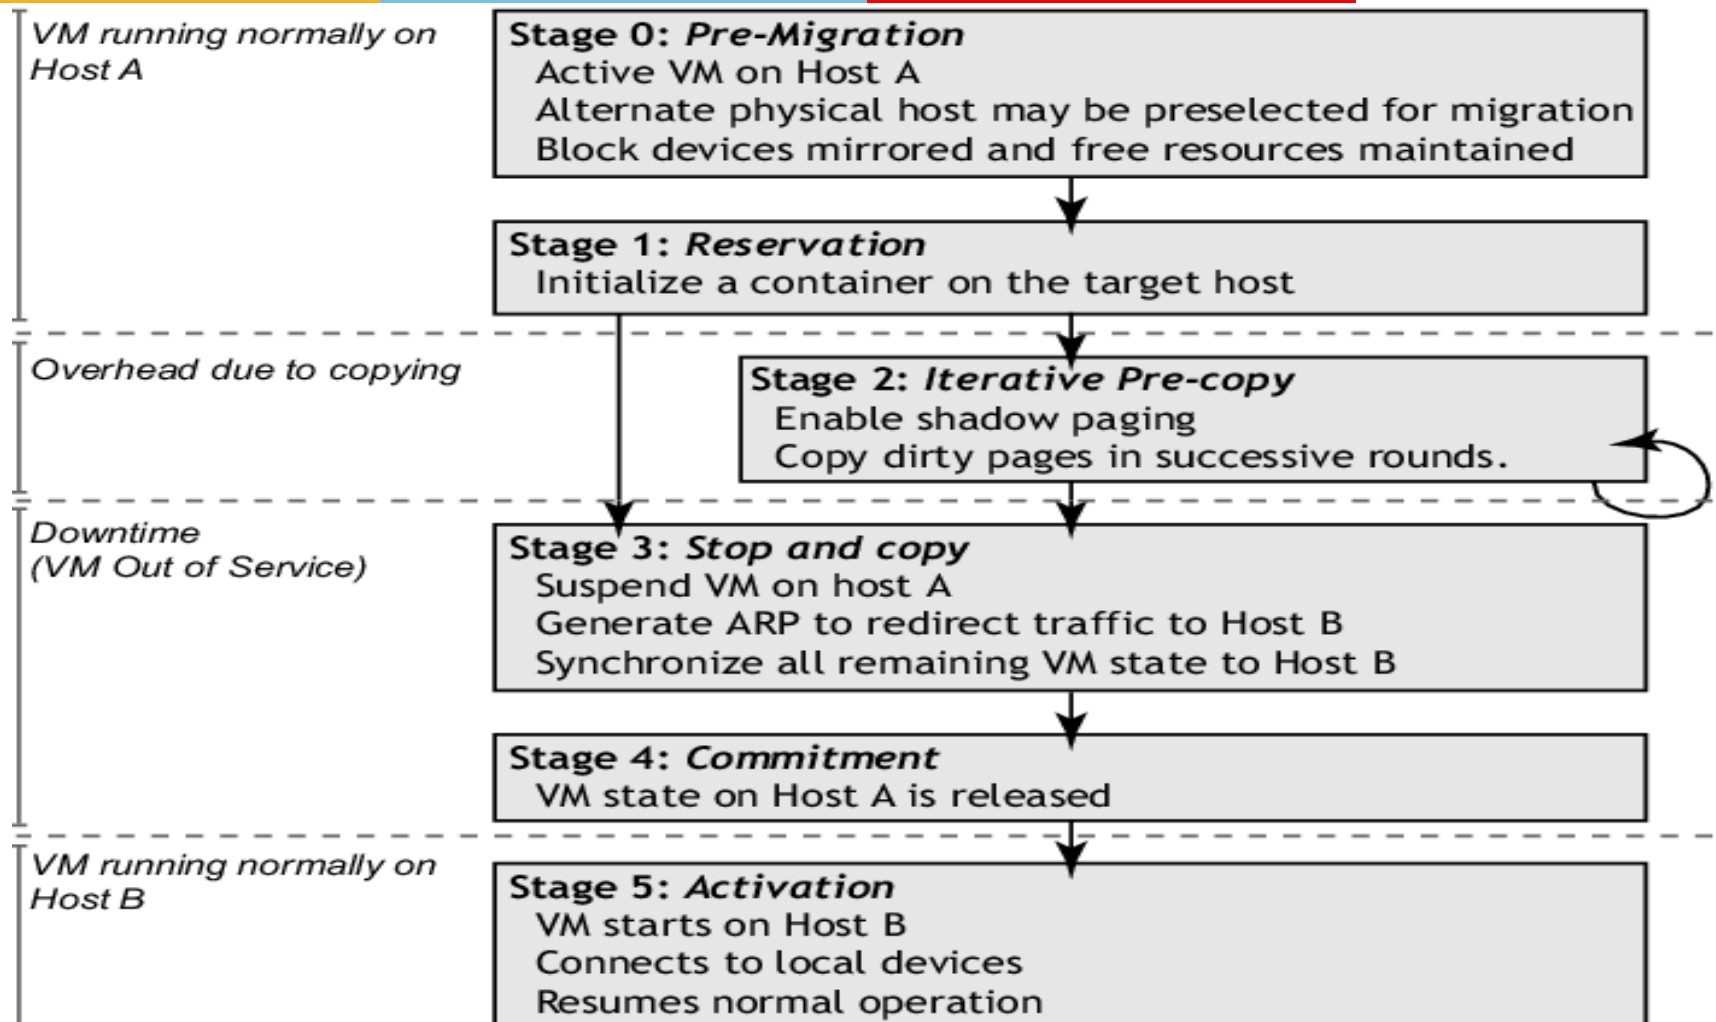 VM running normally on
Host A
Stage 0: Pre-Migration
Active VM on Host A
Alternate physical host may be preselected for migration
Block devices mirrored and free resources maintained
Stage 1: Reservation
Initialize a container on the target host
Overhead due to copying
Stage 2: Iterative Pre-copy
Enable shadow paging
Copy dirty pages in successive rounds.
Downtime
(VM Out of Service)
Stage 3: Stop and copy
Suspend VM on host A
Generate ARP to redirect traffic to Host B
Synchronize all remaining VM state to Host B
Stage 4: Commitment
VM state on Host A is released
VM running normally on
Host B
Stage 5: Activation
VM starts on Host B
Connects to local devices
Resumes normal operation